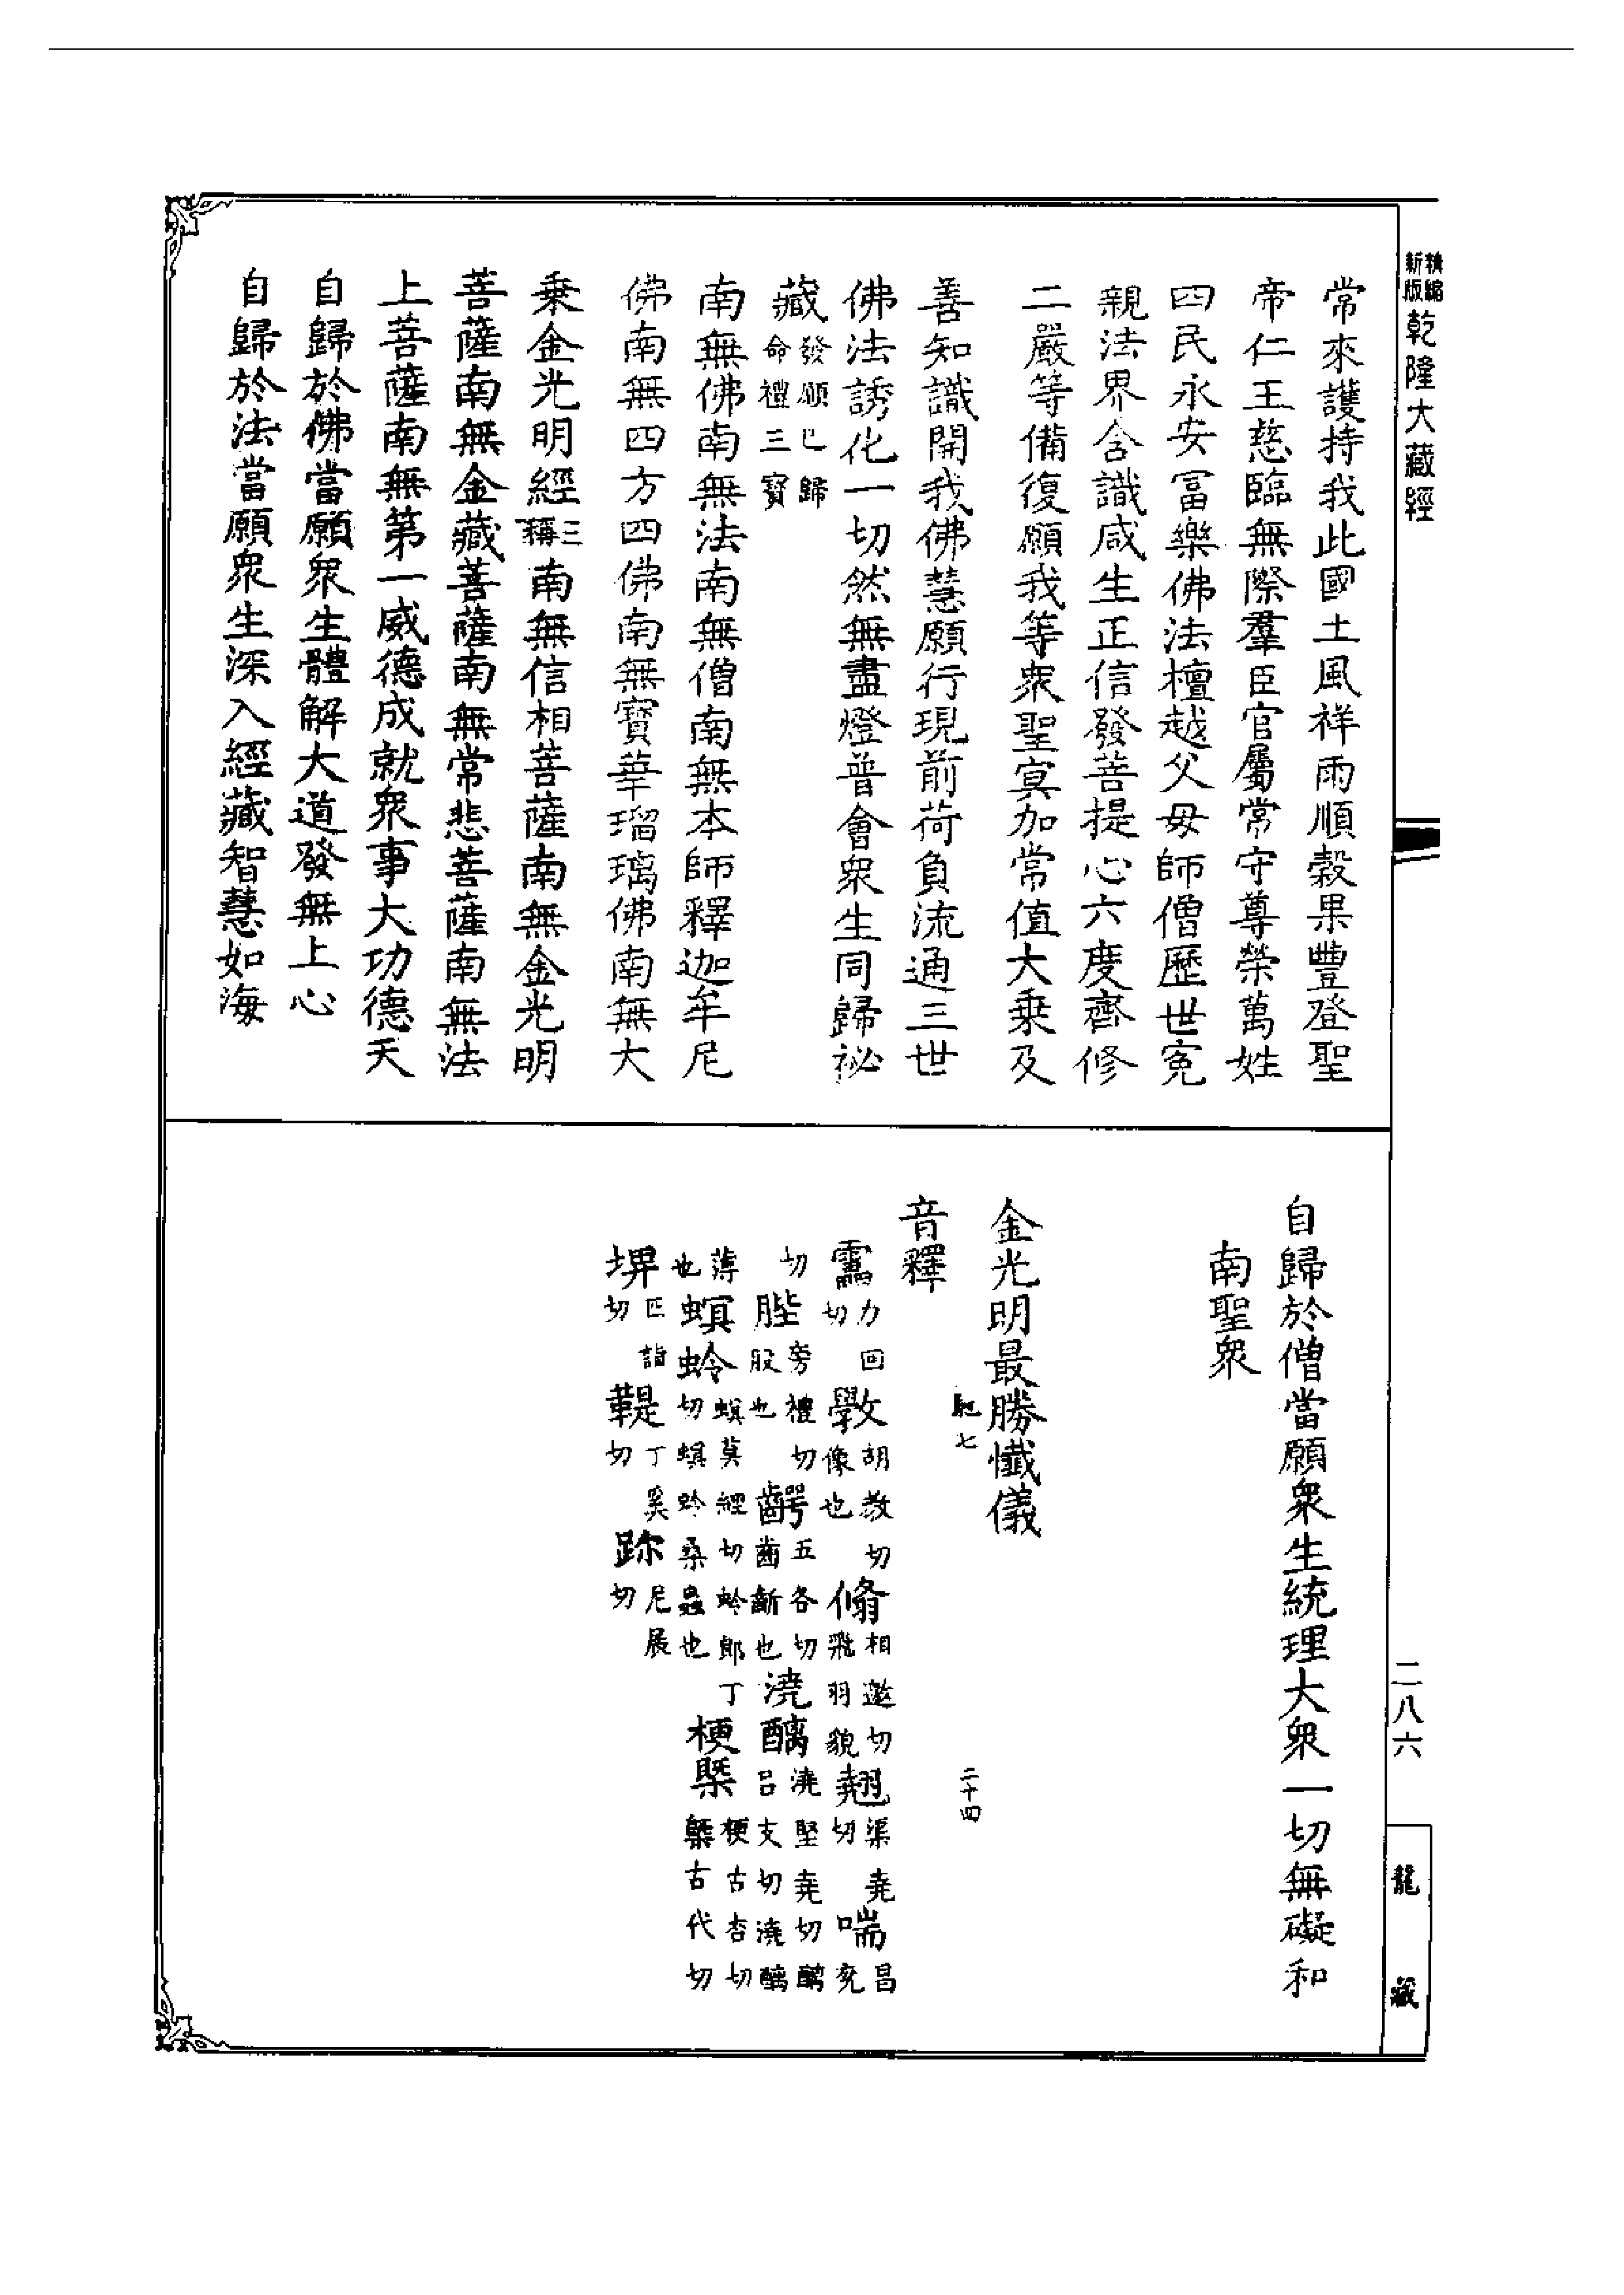 精縮新版乾隆大藏經
常來護持我此國土風祥雨順穀果豐登聖
帝仁王慈臨無際羣臣官屬常守尊榮萬姓
四民永安富樂佛法檀越父母師僧歷世寃
親法界含識咸生正信發菩提心六度齊修
二嚴等備復願我等衆聖冥加常值大乗及
善知識開我佛慧願行現前荷負流通三世
佛法誘化一切然無盡燈普會衆生同歸祕
藏發願已歸命禮三寶
南無佛南無法南無僧南無本師釋迦牟尼
佛南無四方四佛南無寶華瑠璃佛南無大
乗金光明經三稱南無信相菩薩南無金光明
菩薩南無金藏菩薩南無常悲菩薩南無法
上菩薩南無第一威德成就衆事大功德天
自歸於佛當願衆生體解大道發無上心
自歸於法當願衆生深入經藏智慧如海
自歸於僧當願衆生統理大衆一切無礙和
南聖衆
金光明最勝懺儀
馳七 二十四
音釋
靁力回切斆胡教切像也翛相邀切飛羽貌翹渠堯切喘昌兖
切䏶旁禮切股也齶五各切齒齗也澆醨澆堅堯切醨吕支切澆醨
薄也螟蛉螟莫經切蛉郎丁切螟蛉桑蟲也梗槩梗古杏切槩古代切
堺匹詣切鞮丁奚切跡尼展切
二八六
龍藏